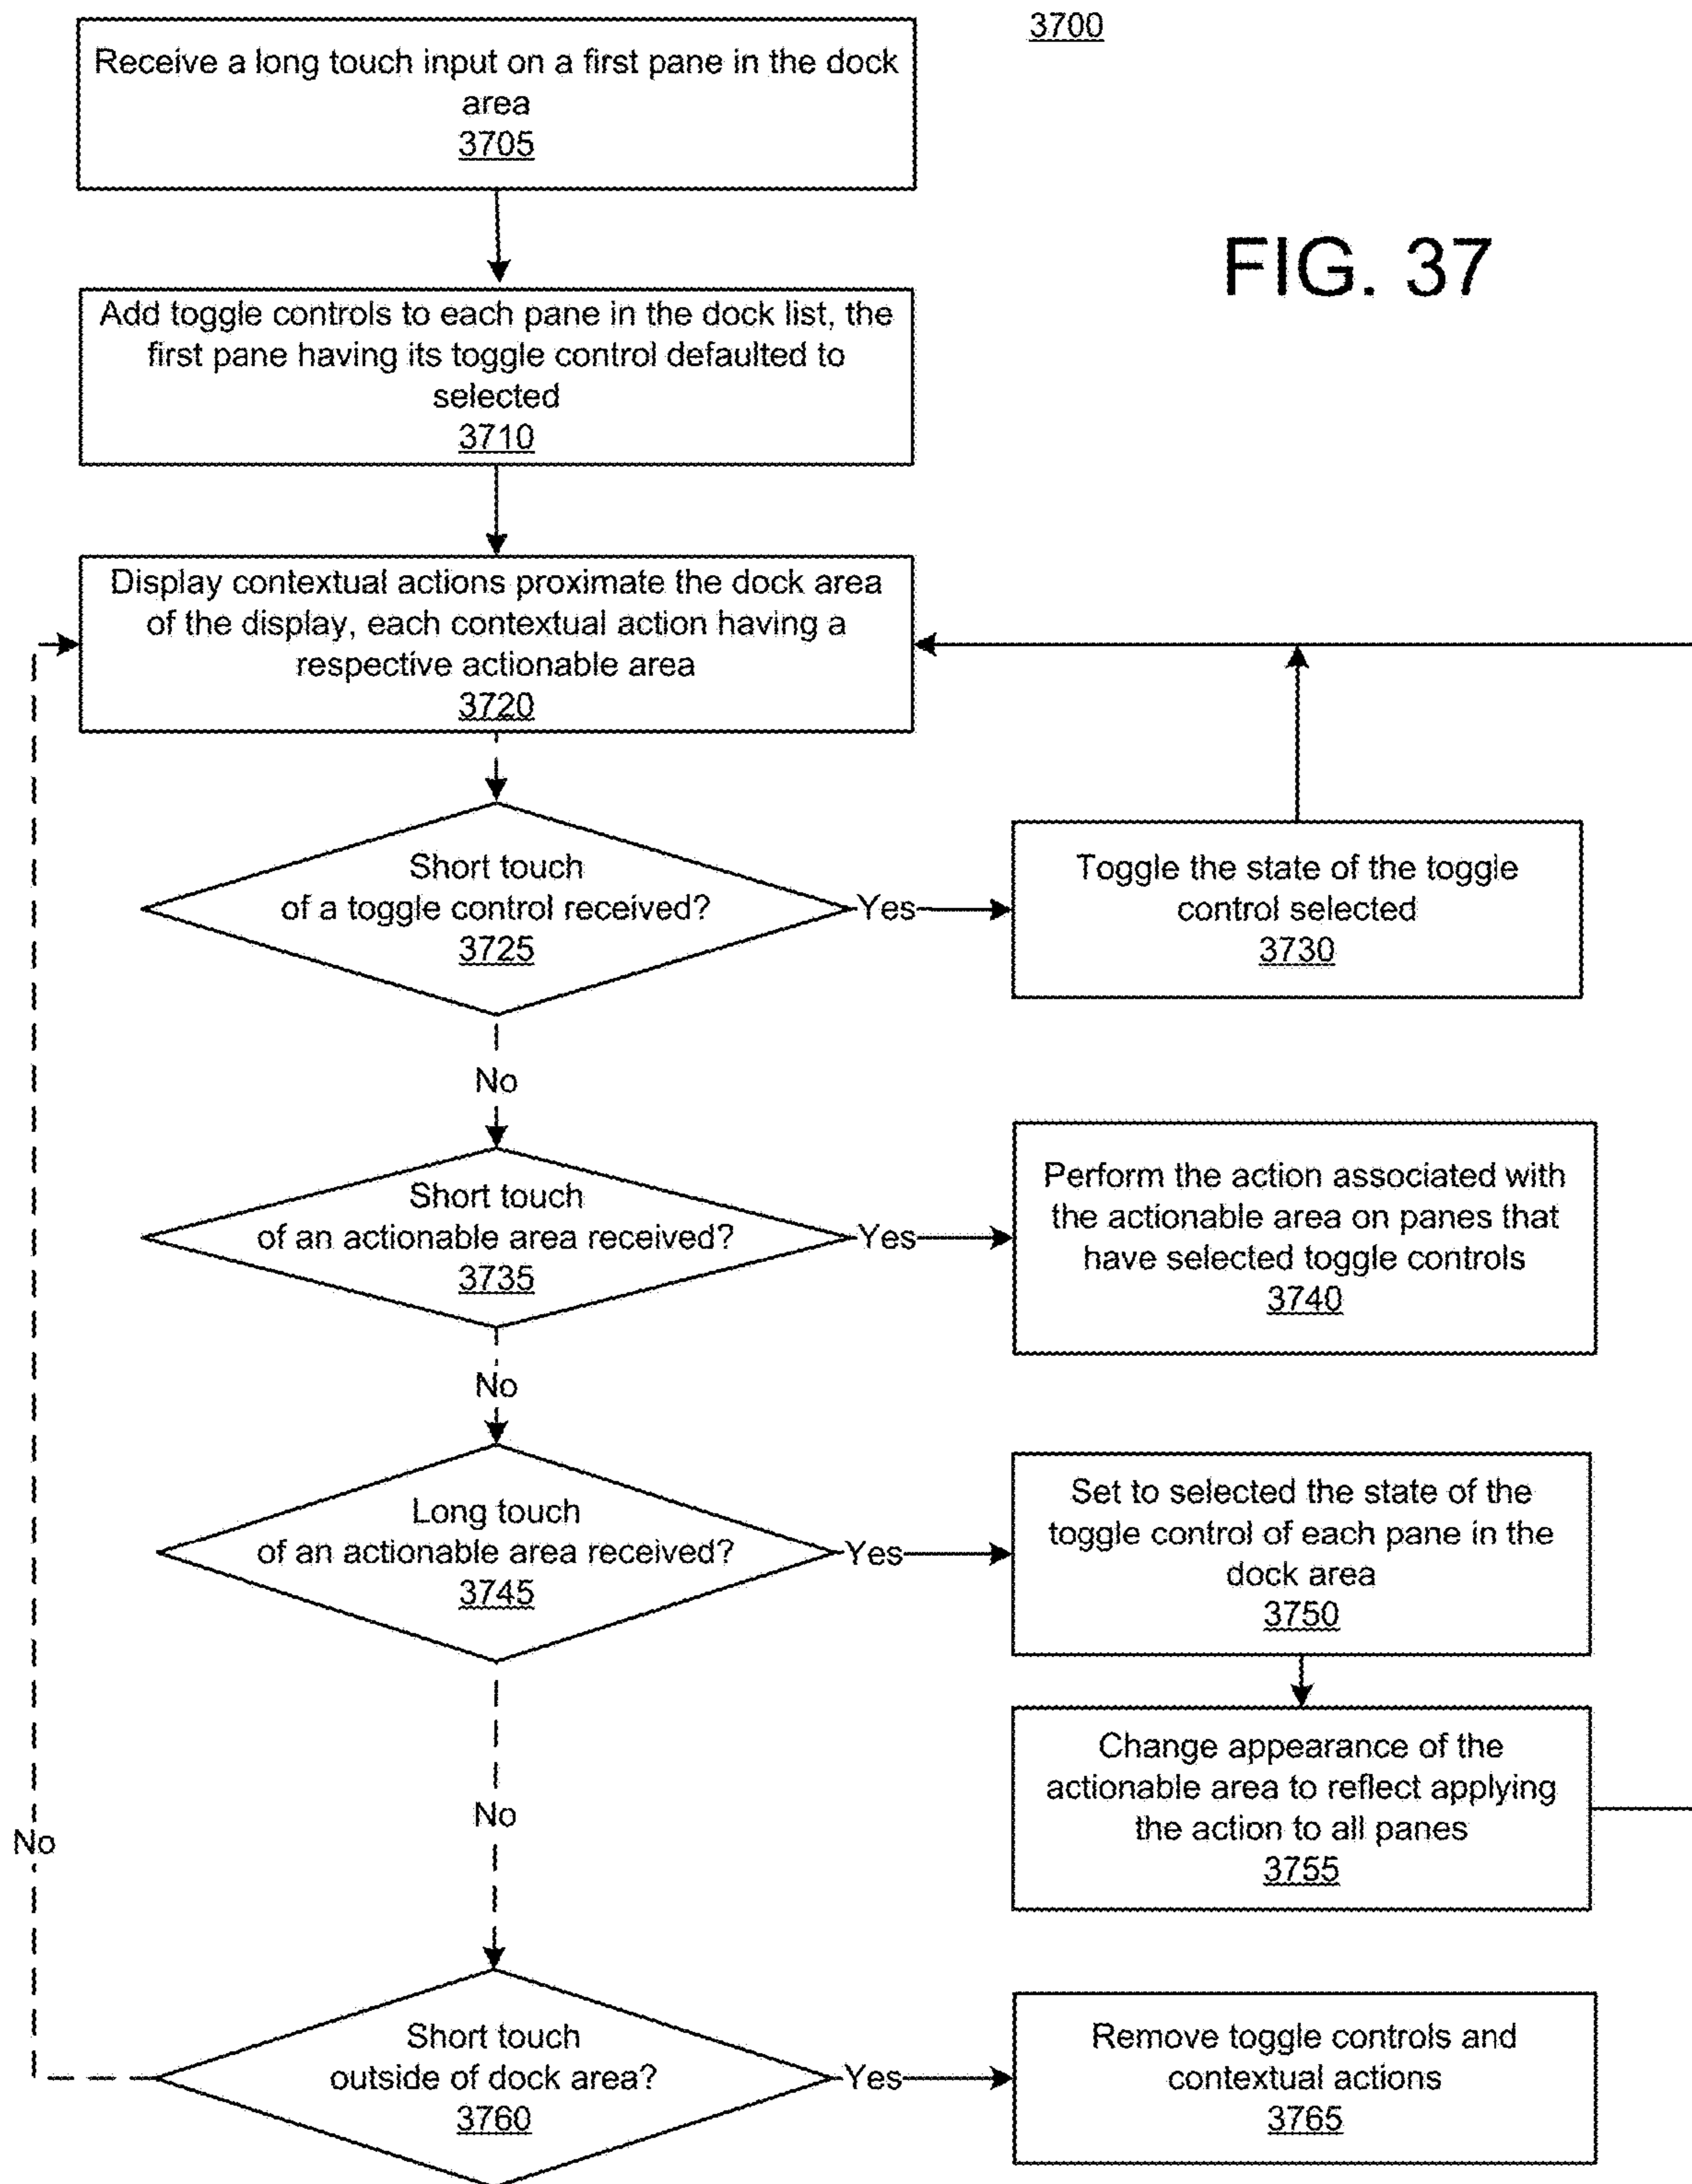 3700
Receive a long touch input on a first pane in the dock
area
3705
FIG. 37
Add toggle controls to each pane in the dock list, the
first pane having its toggle control defaulted to
selected
3710
Display contextual actions proximate the dock area
of the display, each contextual action having a
respective actionable area
3720
Short touch
of a toggle control received?
3725
Yes
Toggle the state of the toggle
control selected
3730
No
Short touch
of an actionable area received?
3735
Yes
Perform the action associated with
the actionable area on panes that
have selected toggle controls
3740
No
Long touch
of an actionable area received?
3745
Yes
Set to selected the state of the
toggle control of each pane in the
dock area
3750
Change appearance of the
actionable area to reflect applying
the action to all panes
3755
No
No
Short touch
outside of dock area?
3760
Yes
Remove toggle controls and
contextual actions
3765